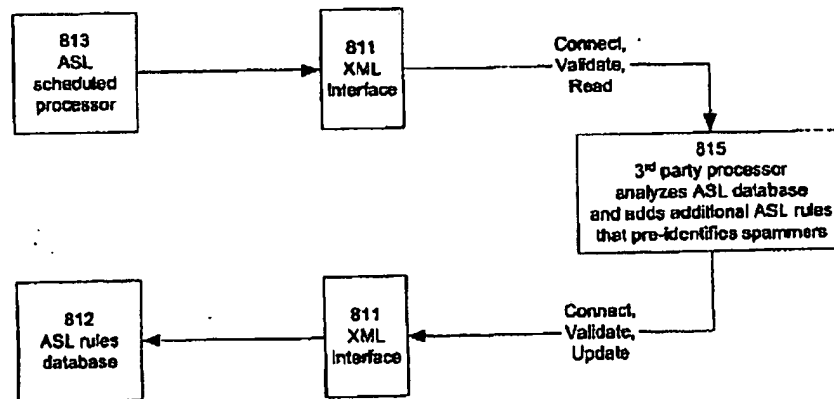 813
ASL
scheduled
processor
811
XML
Interface
Connect,
Validate,
Read
815
3rd party processor
analyzes ASL database
and adds additional ASL rules
that pre-identifies spammers
812
ASL rules
database
811
XML
Interface
Connect,
Validate,
Update